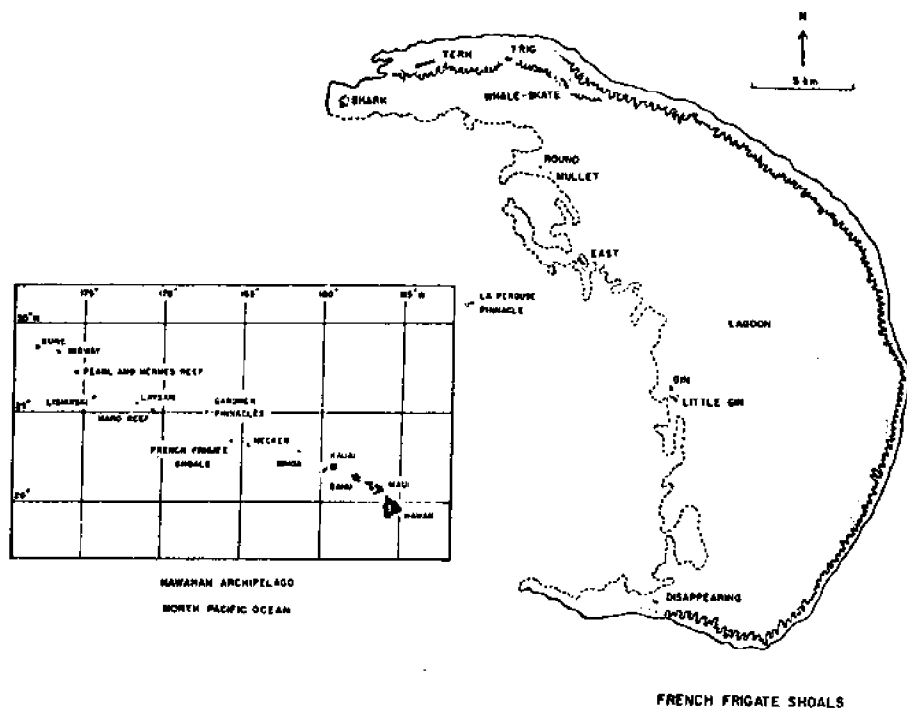 N
5 km
TERN
TRIG
SHARK
WHALE-SKATE
ROUND
MULLET
EAST
LA PEROUSE
PINNACLE
LAGOON
GIN
LITTLE GIN
DISAPPEARING
FRENCH FRIGATE SHOALS
175°
170°
165°
160°
KURE
MIDWAY
PEARL AND HERMES REEF
LISIANSKI
LAYSAN
GARDNER
PINNACLES
MARO REEF
25°
FRENCH FRIGATE
SHOALS
NECKER
NIHOA
KAUAI
OAHU
MAUI
20°
HAWAII
HAWAIIAN ARCHIPELAGO
NORTH PACIFIC OCEAN